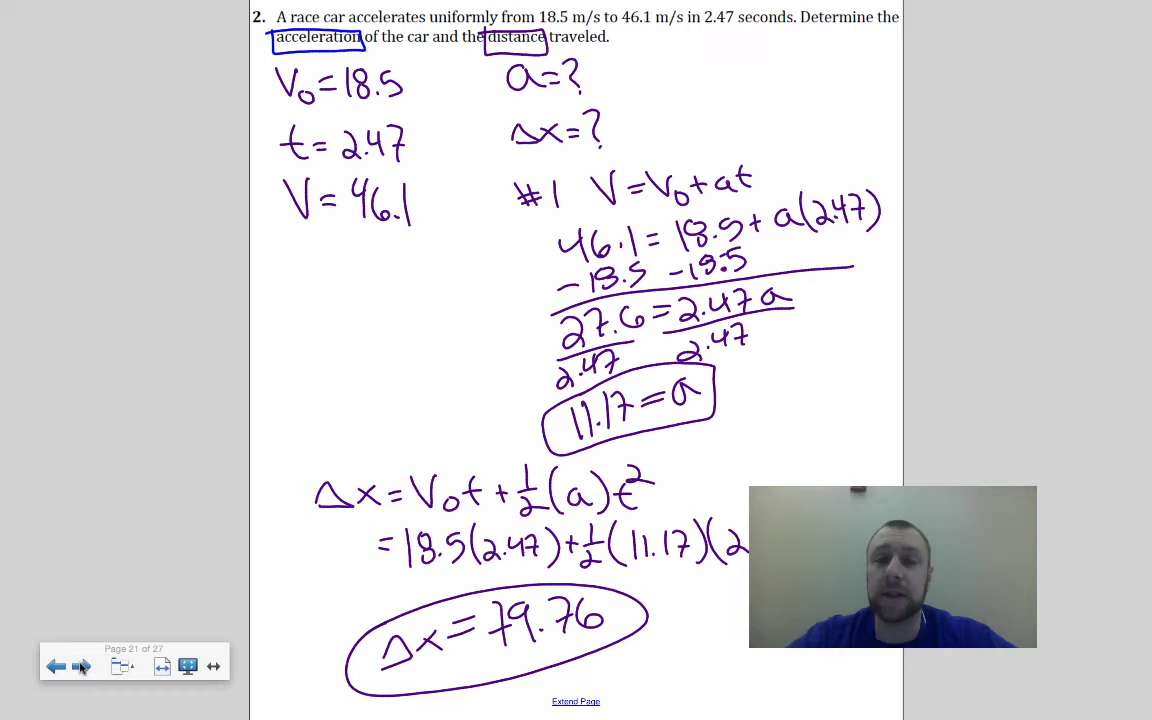 2. A race car accelerates uniformly from 18.5 m/s to 46.1 m/s in 2.47 seconds. Determine the
acceleration of the car and the distance traveled.
V₀ = 18.5
t = 2.47
V = 46.1
a = ?
Δx = ?
#1 V = V₀ + at
46.1 = 18.5 + a(2.47)
-18.5 -18.5
27.6 = 2.47a
2.47 2.47
11.17 = a
Δx = V₀t + 1/2 (a)t²
= 18.5(2.47) + 1/2 (11.17)(2
Δx = 79.76
Page 21 of 27
Extend Page